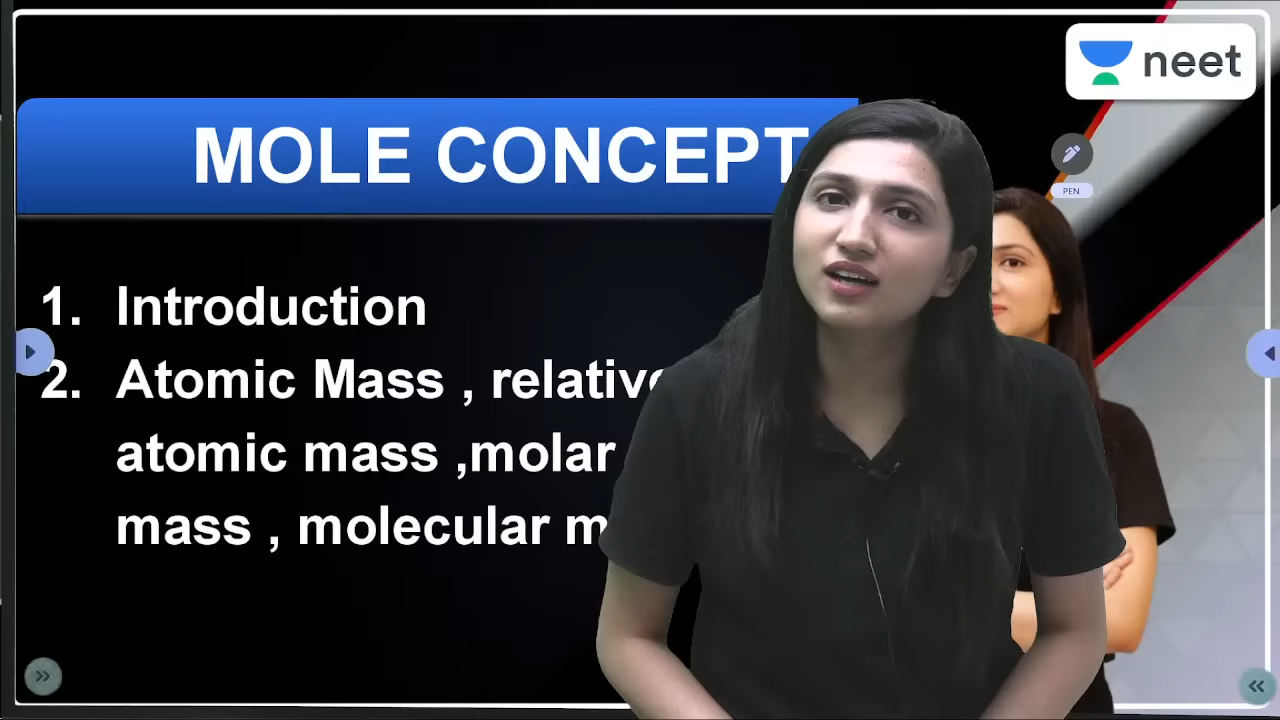 neet
MOLE CONCEPT
PEN
1. Introduction
2. Atomic Mass , relative
atomic mass ,molar
mass , molecular